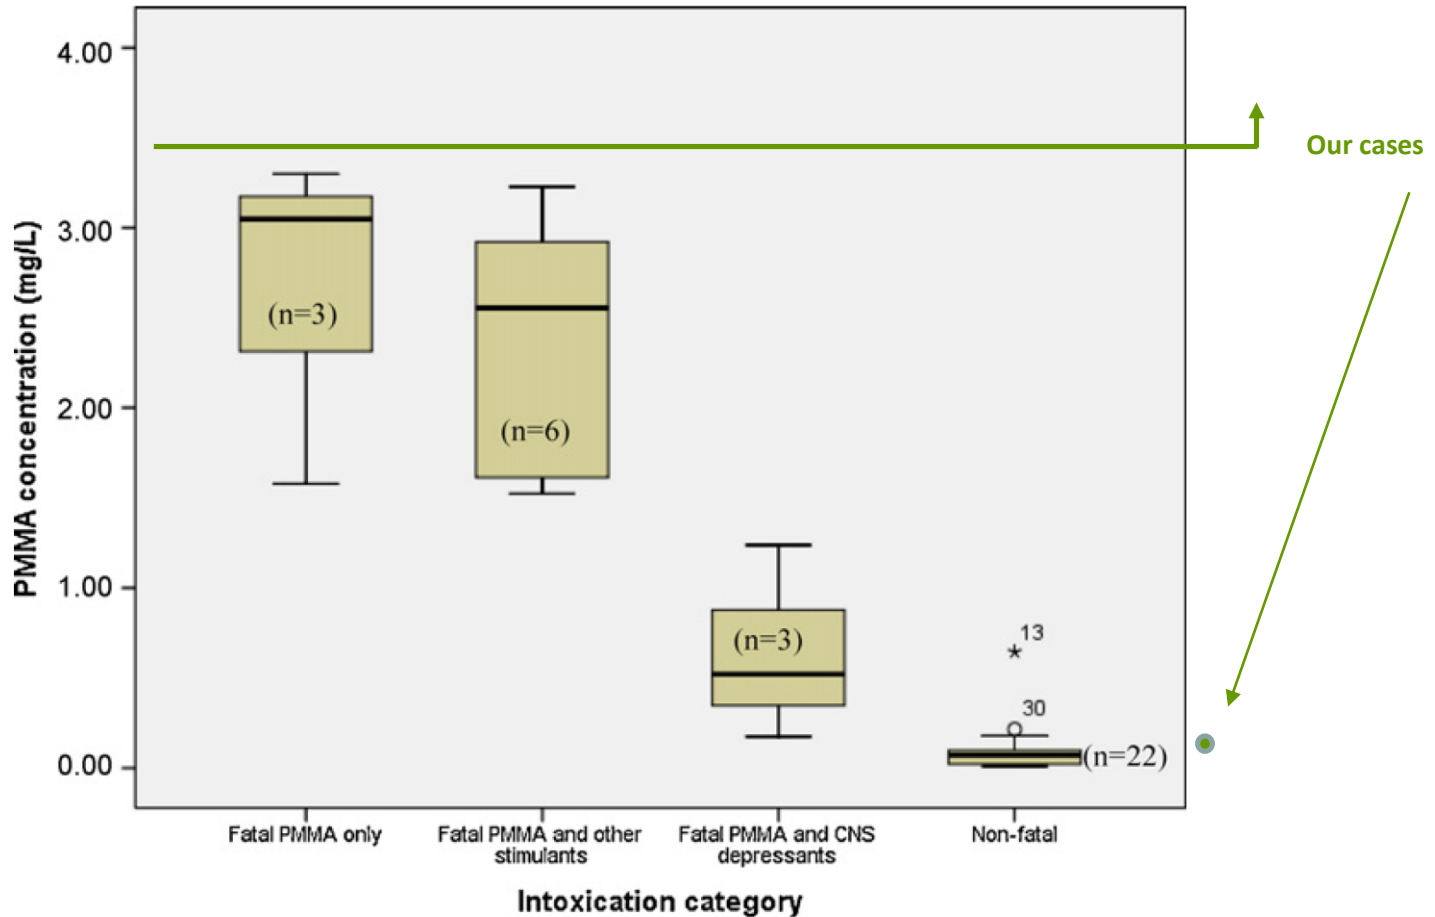 4.00
3.00
2.00
1.00
0.00
PMMA concentration (mg/L)
(n=3)
(n=6)
(n=3)
13
*
30
(n=22)
Our cases
Fatal PMMA only
Fatal PMMA and other
stimulants
Fatal PMMA and CNS
depressants
Non-fatal
Intoxication category